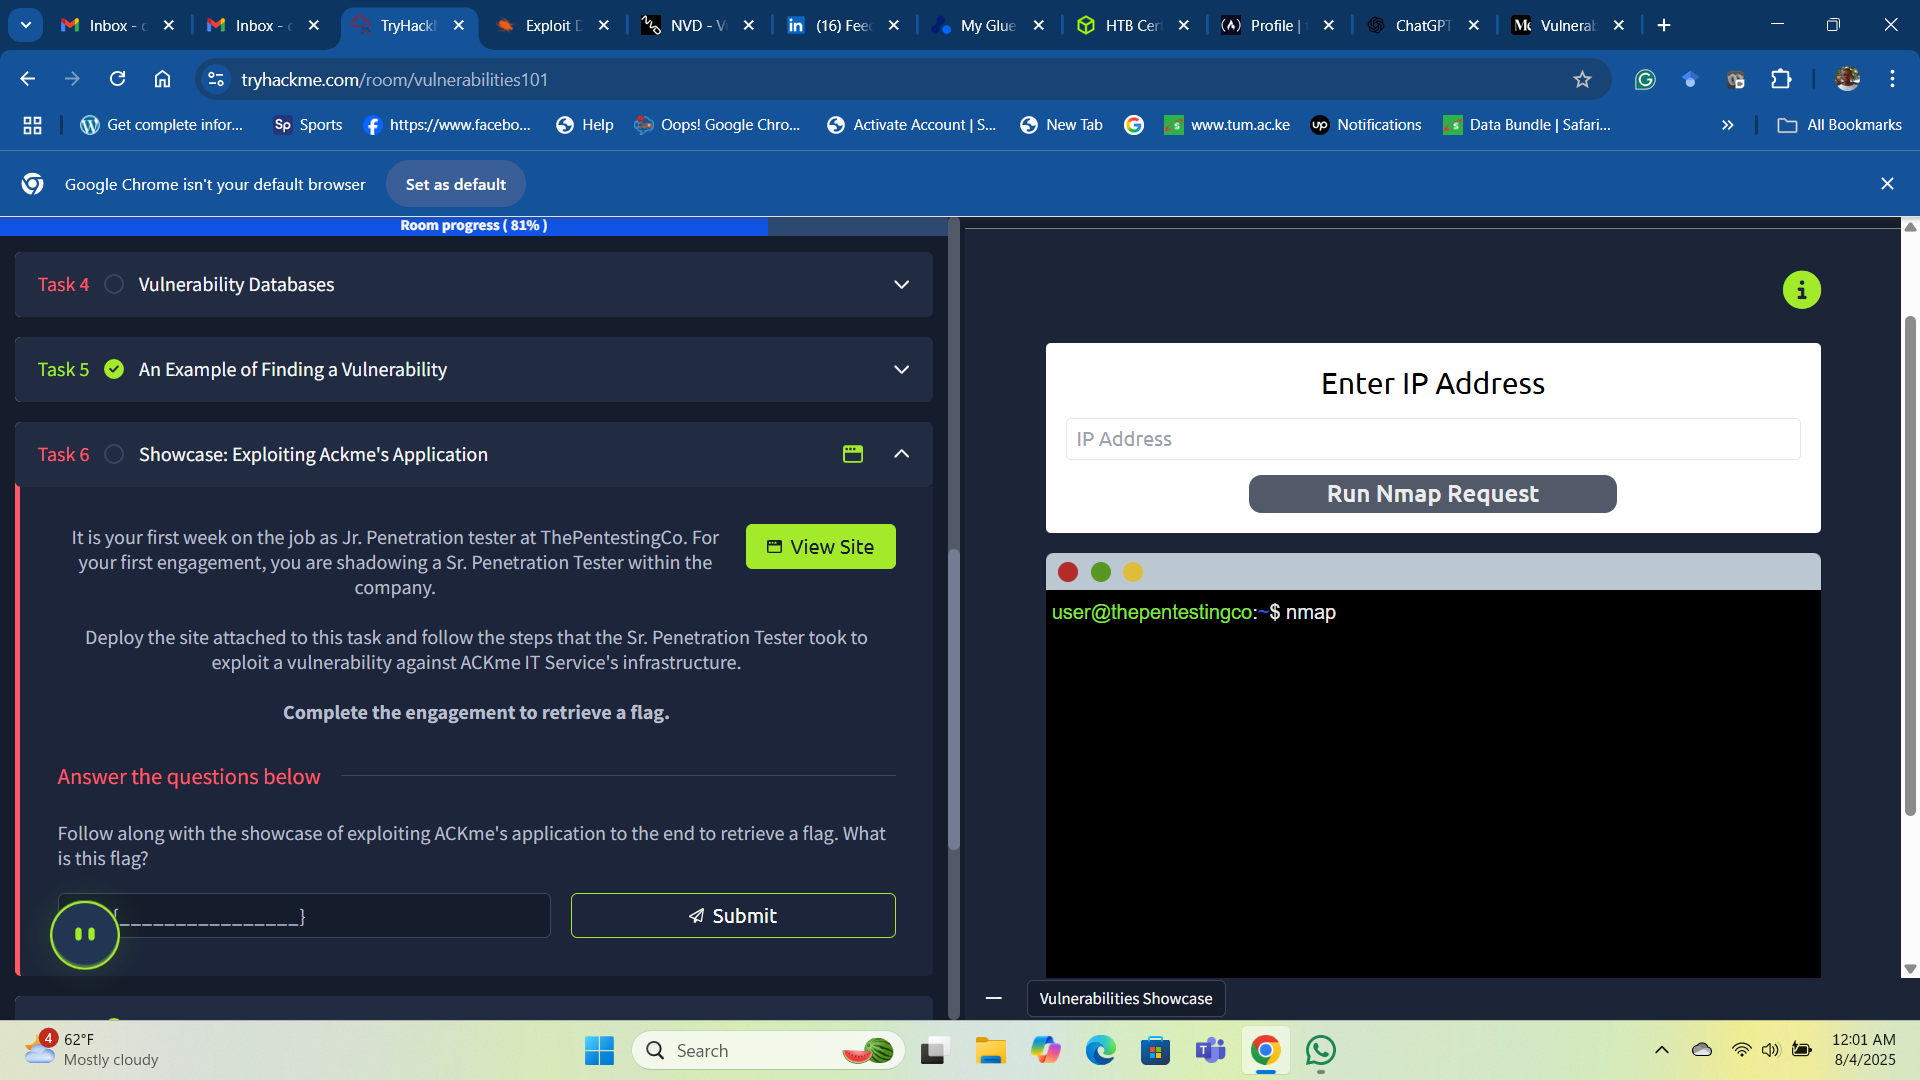 Inbox - c
Inbox - c
TryHackM
Exploit D
NVD - Vu
(16) Feed
My Glue
HTB Cert
Profile | f
ChatGPT
Vulnerab
tryhackme.com/room/vulnerabilities101
Get complete infor...
Sp Sports
https://www.facebo...
Help
Oops! Google Chro...
Activate Account | S...
New Tab
www.tum.ac.ke
up Notifications
Data Bundle | Safari...
All Bookmarks
Google Chrome isn't your default browser
Set as default
Room progress ( 81% )
Task 4 Vulnerability Databases
Task 5 An Example of Finding a Vulnerability
Task 6 Showcase: Exploiting Ackme's Application
It is your first week on the job as Jr. Penetration tester at ThePentestingCo. For
your first engagement, you are shadowing a Sr. Penetration Tester within the
company.
View Site
Deploy the site attached to this task and follow the steps that the Sr. Penetration Tester took to
exploit a vulnerability against ACKme IT Service's infrastructure.
Complete the engagement to retrieve a flag.
Answer the questions below
Follow along with the showcase of exploiting ACKme's application to the end to retrieve a flag. What
is this flag?
{________________}
Submit
Enter IP Address
IP Address
Run Nmap Request
user@thepentestingco:~$ nmap
Vulnerabilities Showcase
4
62°F
Mostly cloudy
Search
12:01 AM
8/4/2025